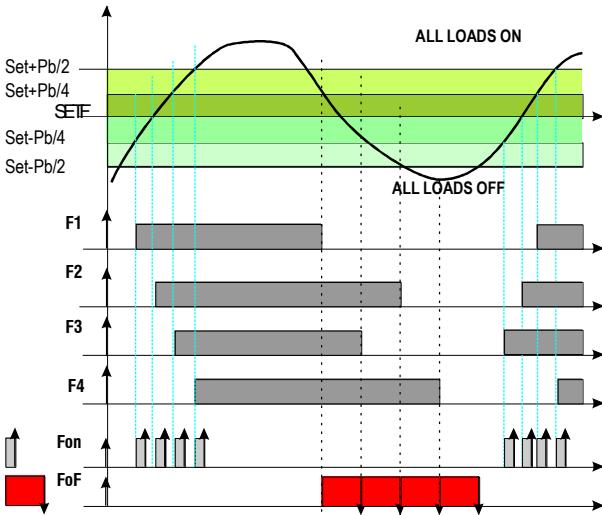 ALL LOADS ON
Set+Pb/2
Set+Pb/4
SETF
Set-Pb/4
Set-Pb/2
ALL LOADS OFF
F1
F2
F3
F4
Fon
FoF